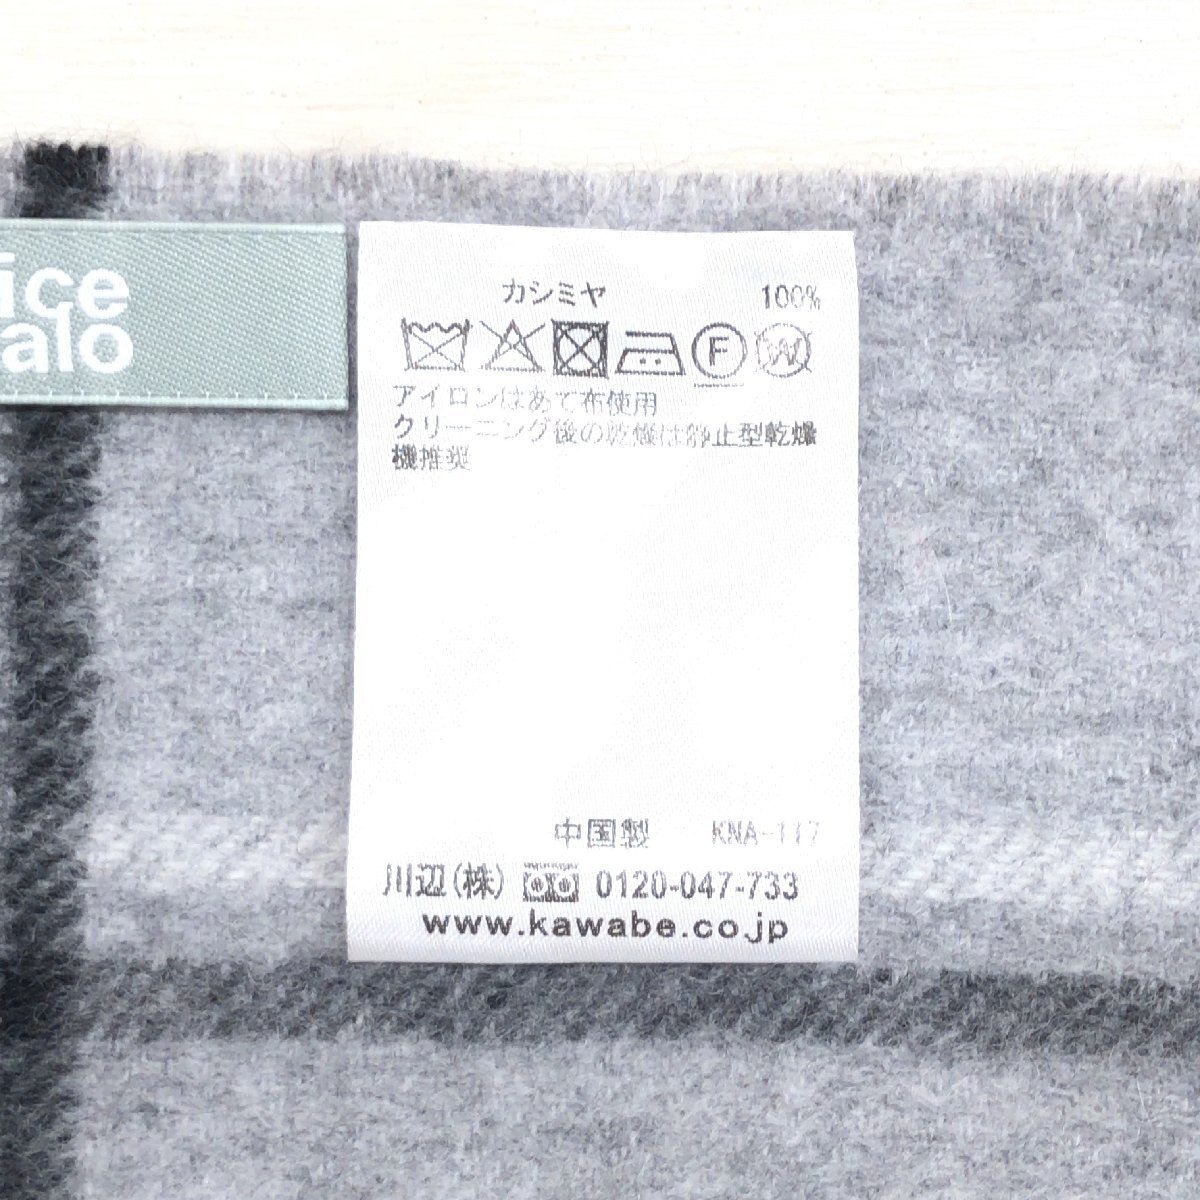 ice
alo
カシミヤ 100%
F W
アイロンはあて布使用
クリーニング後の乾燥は静止型乾燥
機推奨
中国製 KNA-117
川辺(株) 0120-047-733
www.kawabe.co.jp